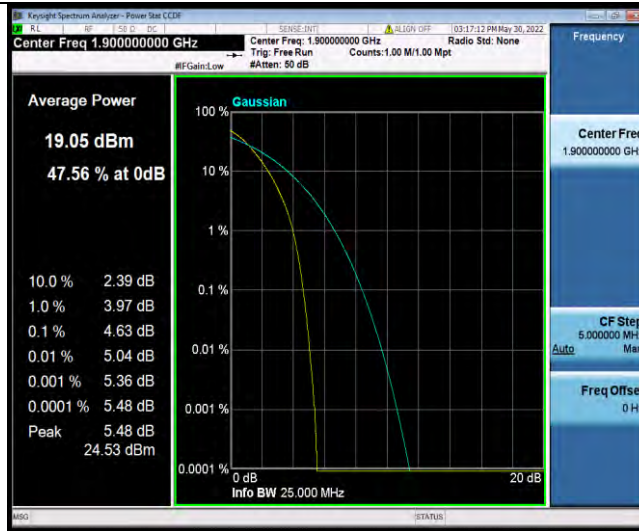 Keysight Spectrum Analyzer - Power Stat CCDF
RL RF 50 Ω DC SENSE:INT ALIGN OFF 03:17:12 PM May 30, 2022
Center Freq 1.900000000 GHz
Center Freq: 1.900000000 GHz Radio Std: None
Trig: Free Run Counts:1.00 M/1.00 Mpt
#IFGain:Low #Atten: 50 dB
Frequency
Average Power
19.05 dBm
47.56 % at 0dB
10.0 % 2.39 dB
1.0 % 3.97 dB
0.1 % 4.63 dB
0.01 % 5.04 dB
0.001 % 5.36 dB
0.0001 % 5.48 dB
Peak 5.48 dB
24.53 dBm
Gaussian
100 %
10 %
1 %
0.1 %
0.01 %
0.001 %
0.0001 %
0 dB 20 dB
Info BW 25.000 MHz
Center Fre
1.900000000 GH
CF Step
5.000000 MH
Auto Ma
Freq Offse
0 H
MSG STATUS